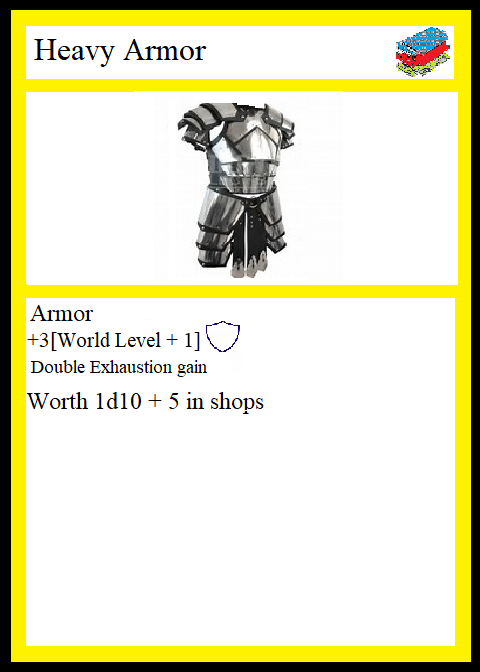 Heavy Armor
Armor
+3[World Level + 1]
Double Exhaustion gain
Worth 1d10 + 5 in shops